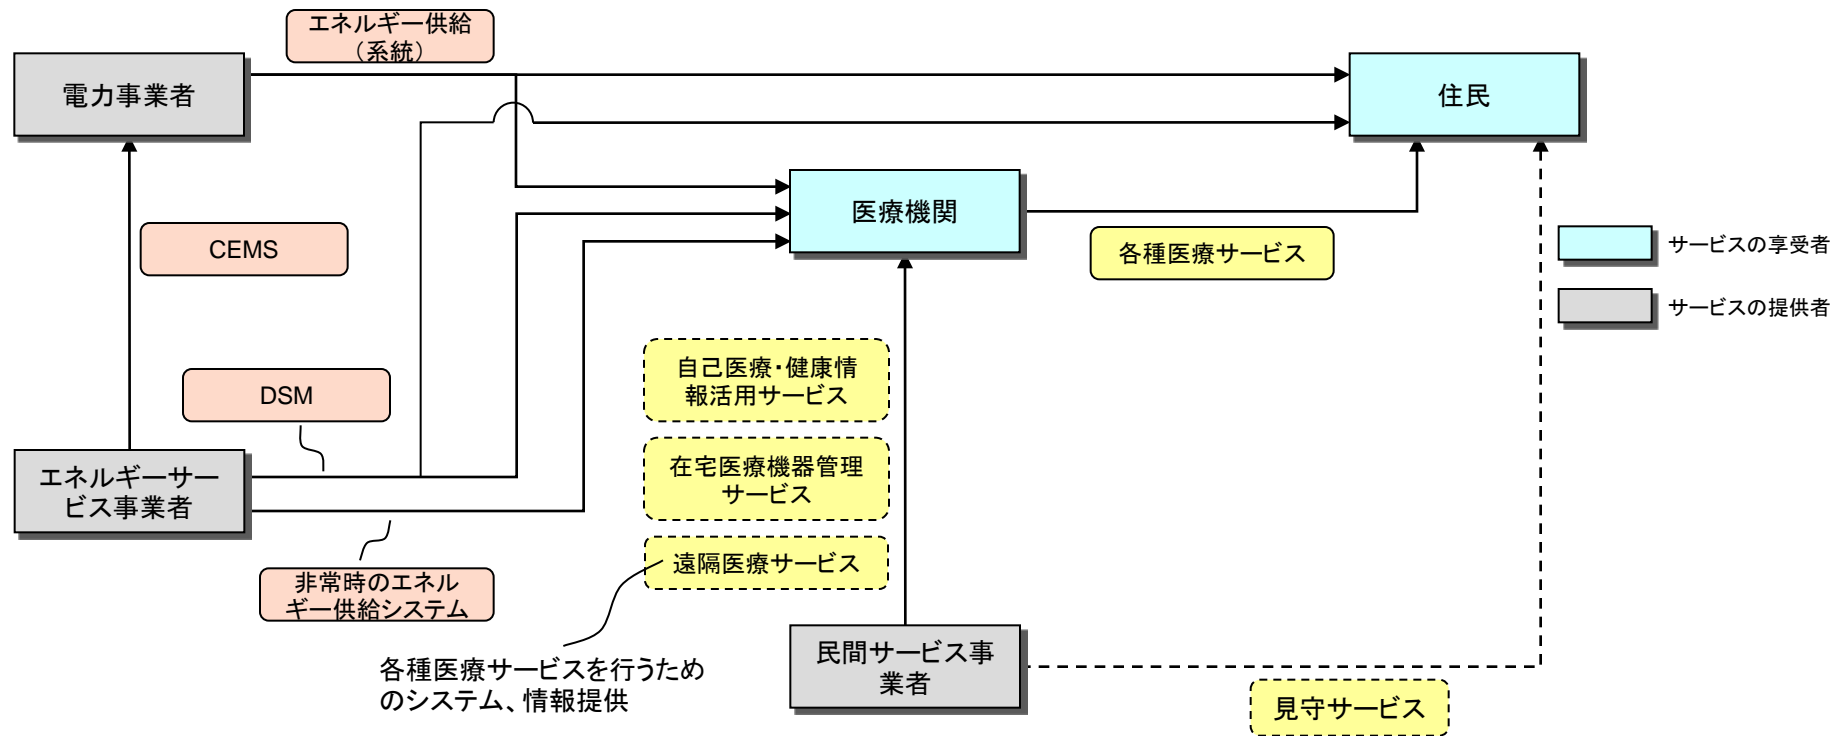 エネルギー供給
（系統）
電力事業者
住民
医療機関
CEMS
各種医療サービス
サービスの享受者
サービスの提供者
自己医療・健康情
報活用サービス
DSM
エネルギーサー
ビス事業者
在宅医療機器管理
サービス
遠隔医療サービス
非常時のエネル
ギー供給システム
各種医療サービスを行うため
のシステム、情報提供
民間サービス事
業者
見守サービス